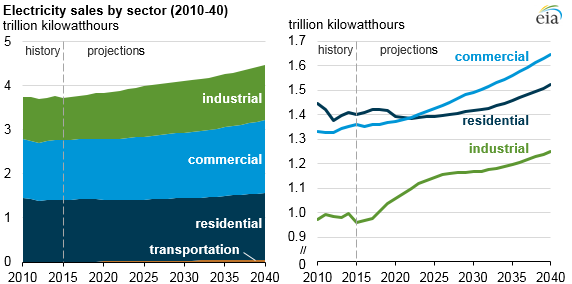 Electricity sales by sector (2010-40)
trillion kilowatthours
5
4
3
2
1
0
history
projections
industrial
commercial
residential
transportation
2010 2015 2020 2025 2030 2035 2040
eia
trillion kilowatthours
1.7
1.6
1.5
1.4
1.3
1.2
1.1
1.0
0.9
//
0
history
projections
commercial
residential
industrial
2010 2015 2020 2025 2030 2035 2040